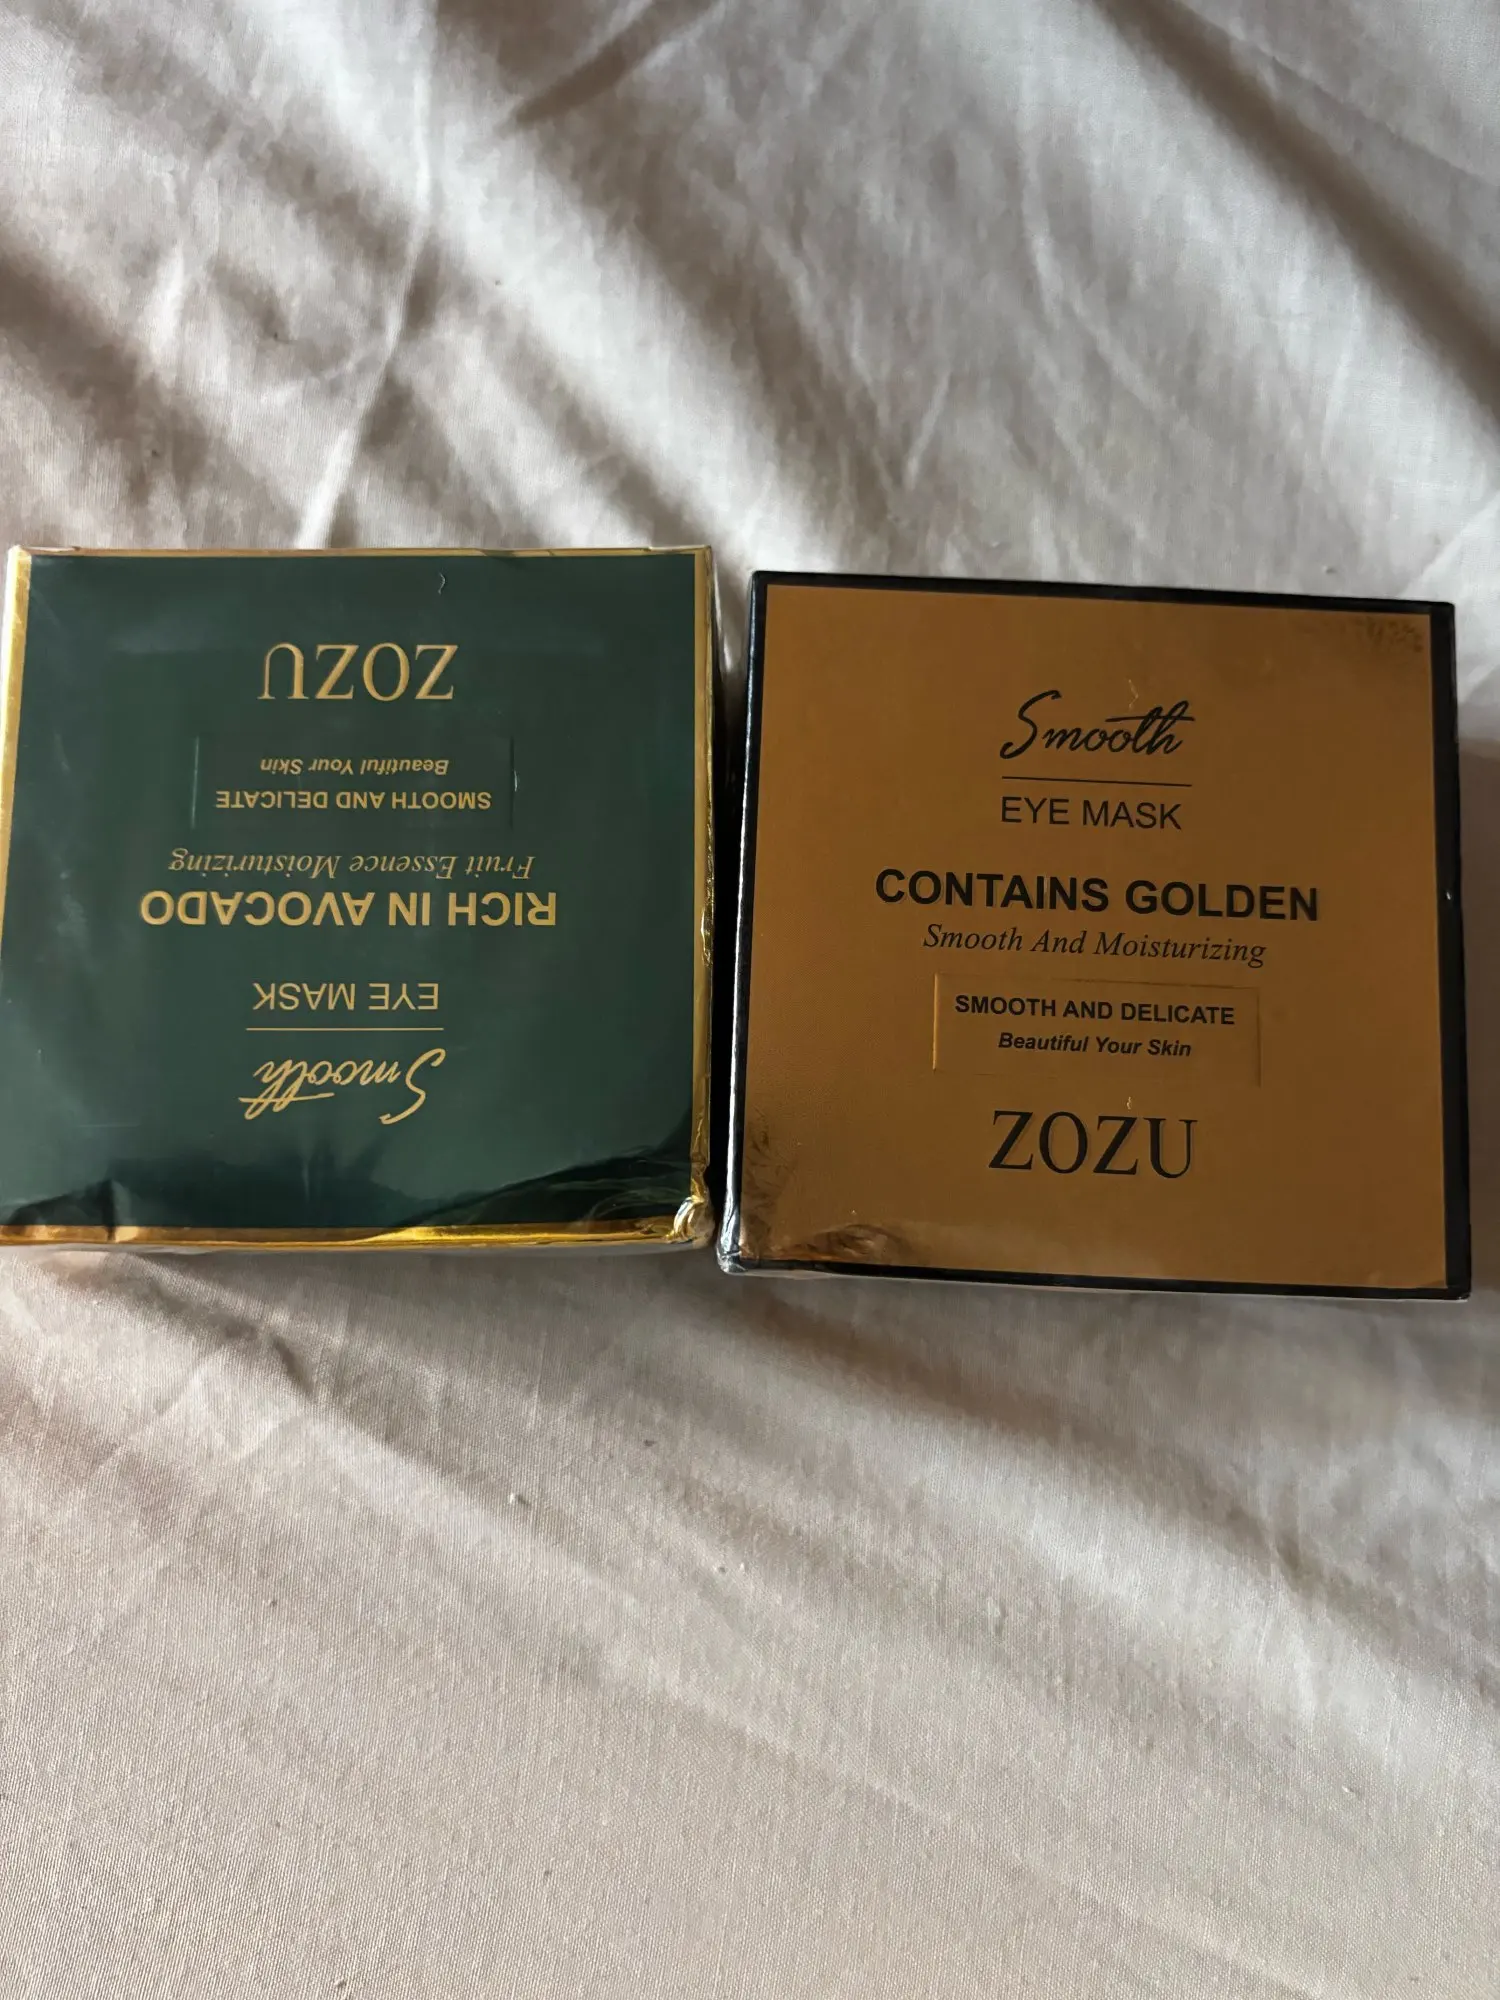 Smooth
EYE MASK
RICH IN AVOCADO
Fruit Essence Moisturizing
SMOOTH AND DELICATE
Beautiful Your Skin
ZOZU
Smooth
EYE MASK
CONTAINS GOLDEN
Smooth And Moisturizing
SMOOTH AND DELICATE
Beautiful Your Skin
ZOZU